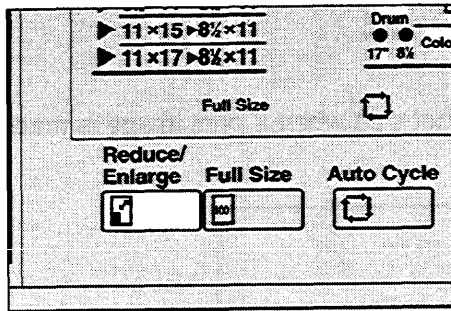 ▶ 11×15▶8½×11
▶ 11×17▶8½×11
Drum
17" 8½
Colo
Full Size
Reduce/
Enlarge
Full Size
Auto Cycle
100